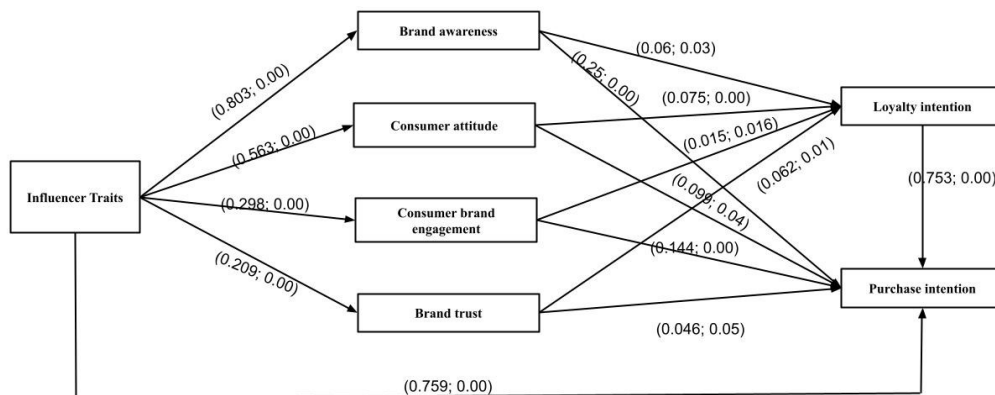 Brand awareness
(0.06; 0.03)
(0.25; 0.00)
(0.803; 0.00)
(0.075; 0.00)
Loyalty intention
Consumer attitude
(0.015; 0.016)
(0.563; 0.00)
(0.062; 0.01)
(0.753; 0.00)
Influencer Traits
(0.298; 0.00)
(0.099; 0.04)
Consumer brand
engagement
(0.144; 0.00)
(0.209; 0.00)
Purchase intention
Brand trust
(0.046; 0.05)
(0.759; 0.00)